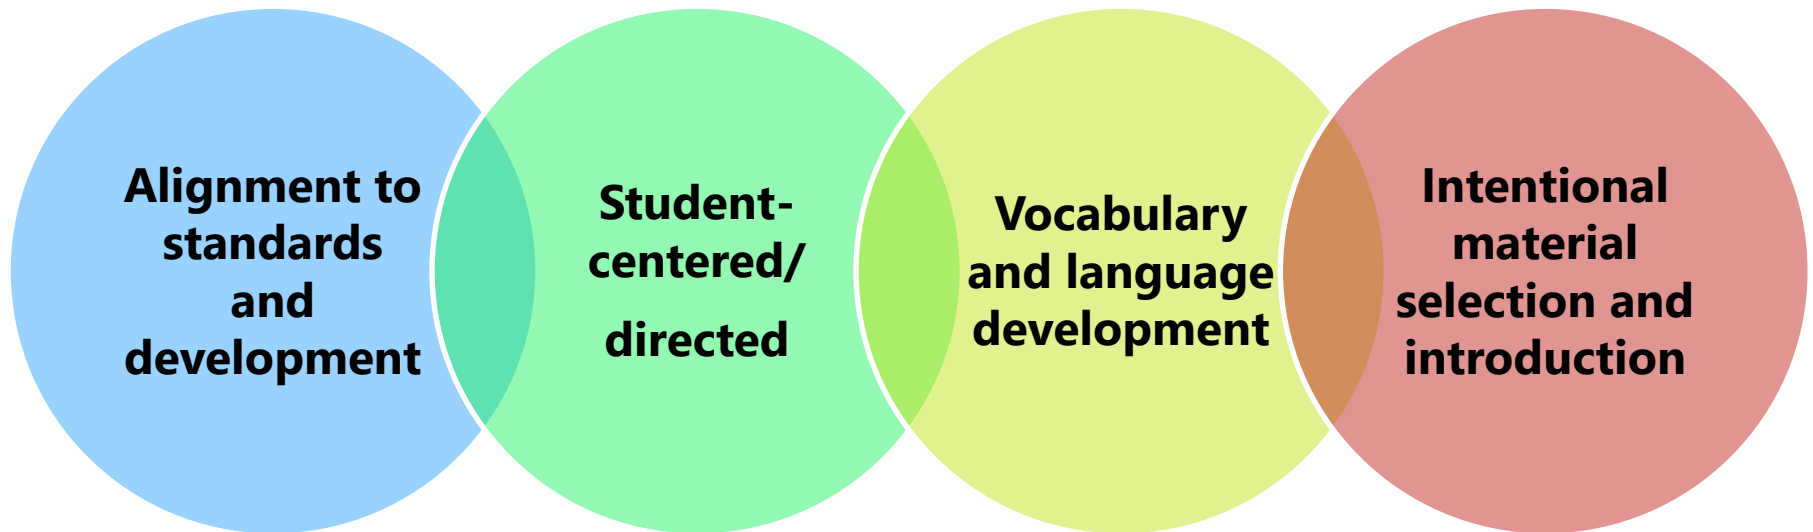 Alignment to
standards
and
development
Student-
centered/
directed
Vocabulary
and language
development
Intentional
material
selection and
introduction